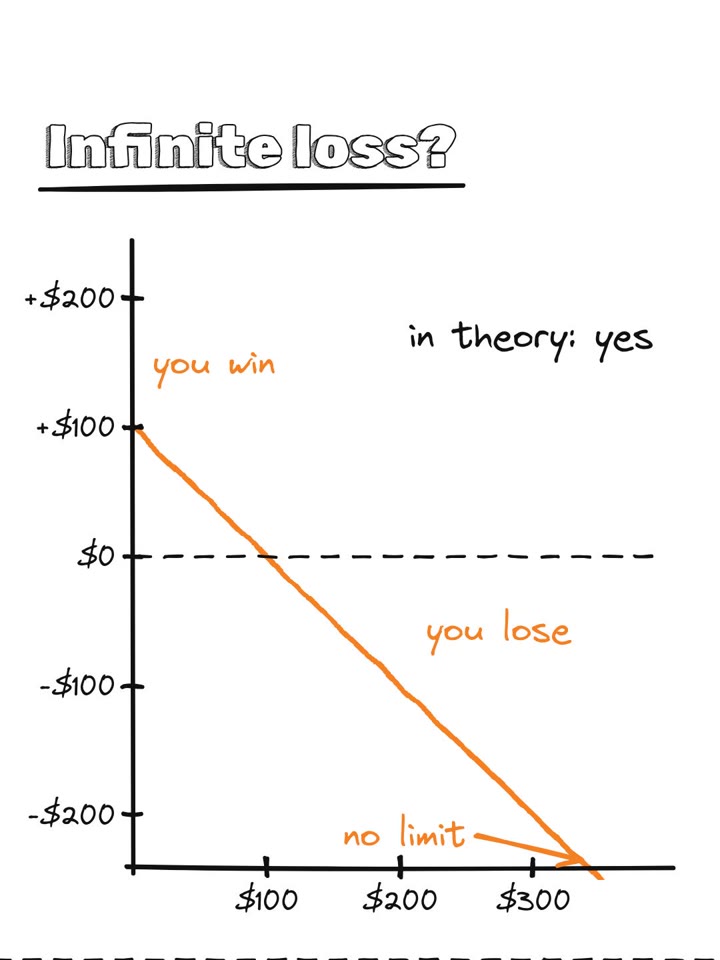 Infinite loss?
+$200
in theory: yes
you win
+$100
$0
you lose
-$100
-$200
no limit
$100 $200 $300